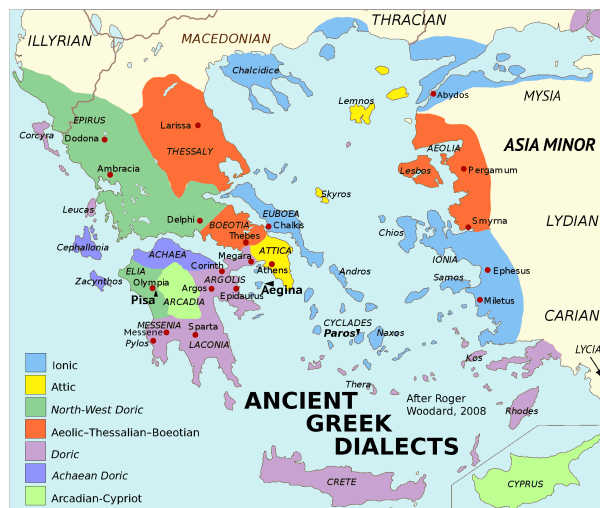 THRACIAN
ILLYRIAN
MACEDONIAN
Chalcidice
Abydos
MYSIA
Lemnos
EPIRUS
Corcyra
Dodona
Larissa
THESSALY
ASIA MINOR
AEOLIA
Lesbos
Pergamum
Ambracia
Skyros
Leucas
Delphi
EUBOEA
BOEOTIA
Chalkis
Thebes
Smyrna
LYDIAN
Chios
Cephallonia
ACHAEA
Megara
ATTICA
IONIA
Corinth
Athens
ELIA
Andros
Samos
Ephesus
Zacynthos
Olympia
Argos
ARGOLIS
Aegina
Pisa
ARCADIA
Epidaurus
Miletus
CARIAN
MESSENIA
Sparta
CYCLADES
Messene
Paros
Naxos
Pylos
LACONIA
LYCIA
Kos
Ionic
Attic
North-West Doric
Aeolic–Thessalian–Boeotian
Doric
Achaean Doric
Arcadian-Cypriot
Thera
ANCIENT
GREEK
DIALECTS
After Roger
Woodard, 2008
Rhodes
CRETE
CYPRUS